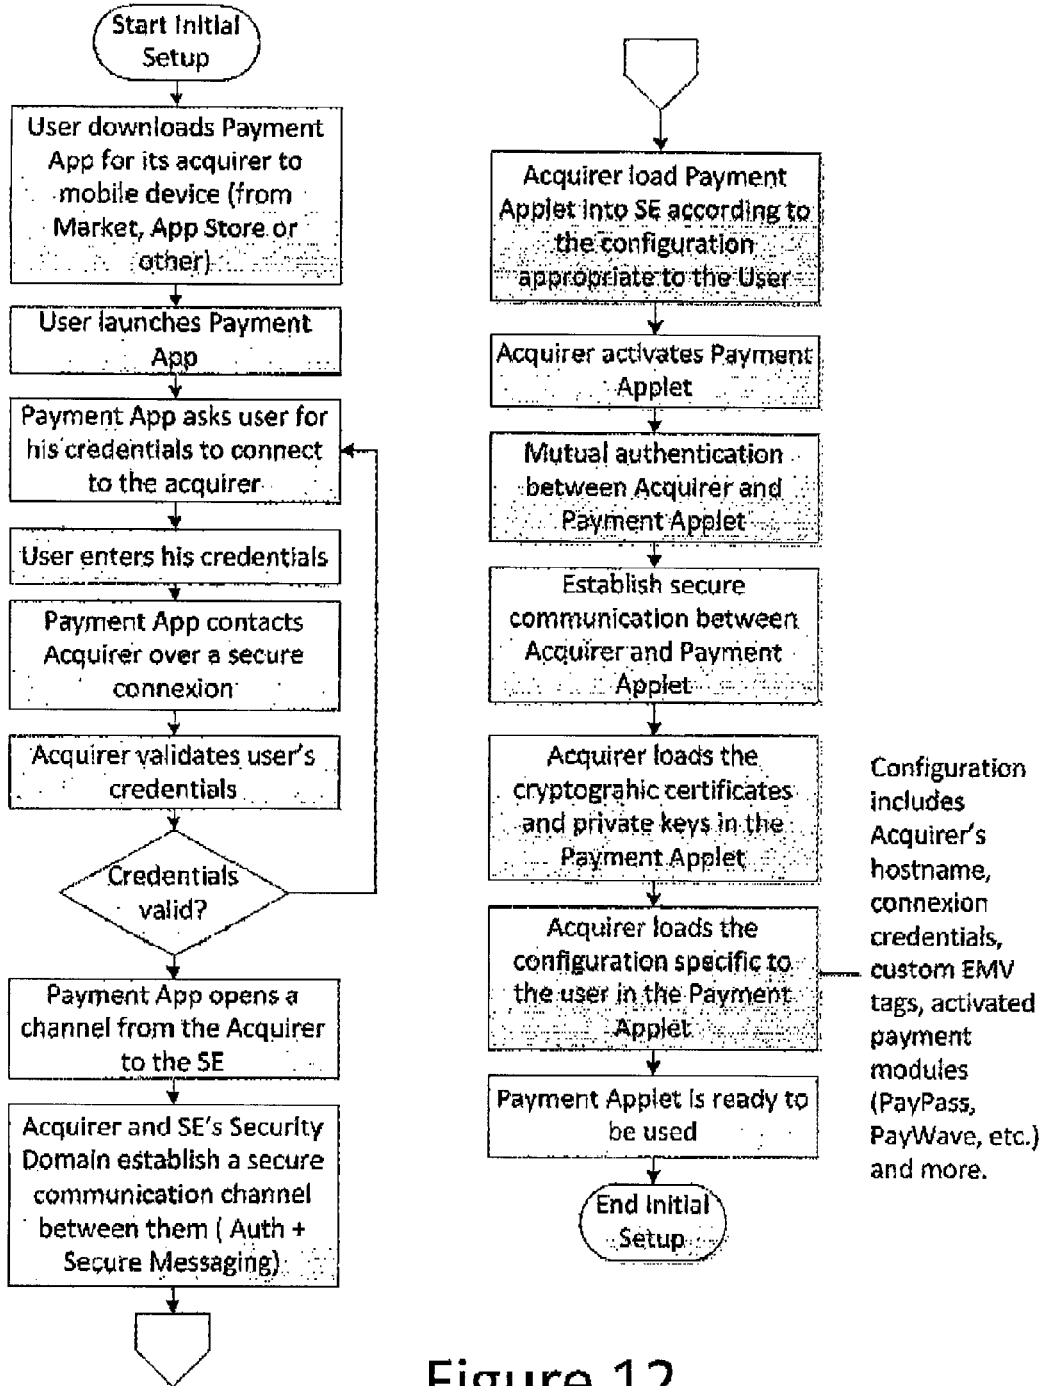 Start Initial
Setup
User downloads Payment
App for its acquirer to
mobile device (from
Market, App Store or
other)
User launches Payment
App
Payment App asks user for
his credentials to connect
to the acquirer
User enters his credentials
Payment App contacts
Acquirer over a secure
connexion
Acquirer validates user's
credentials
Credentials
valid?
Payment App opens a
channel from the Acquirer
to the SE
Acquirer and SE's Security
Domain establish a secure
communication channel
between them ( Auth +
Secure Messaging)
Acquirer load Payment
Applet into SE according to
the configuration
appropriate to the User
Acquirer activates Payment
Applet
Mutual authentication
between Acquirer and
Payment Applet
Establish secure
communication between
Acquirer and Payment
Applet
Acquirer loads the
cryptograhic certificates
and private keys in the
Payment Applet
Acquirer loads the
configuration specific to
the user in the Payment
Applet
Payment Applet is ready to
be used
End Initial
Setup
Configuration
includes
Acquirer's
hostname,
connexion
credentials,
custom EMV
tags, activated
payment
modules
(PayPass,
PayWave, etc.)
and more.
Figure 12